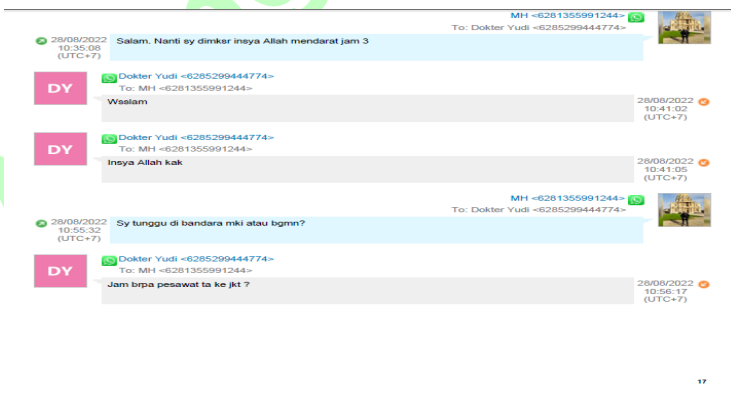 MH <6281355991244>
To: Dokter Yudi <6285299444774>
28/08/2022
10:35:08
(UTC+7)
Salam. Nanti sy dimksr insya Allah mendarat jam 3
DY
Dokter Yudi <6285299444774>
To: MH <6281355991244>
Wsslam
28/08/2022
10:41:02
(UTC+7)
DY
Dokter Yudi <6285299444774>
To: MH <6281355991244>
Insya Allah kak
28/08/2022
10:41:05
(UTC+7)
MH <6281355991244>
To: Dokter Yudi <6285299444774>
28/08/2022
10:55:32
(UTC+7)
Sy tunggu di bandara mki atau bgmn?
DY
Dokter Yudi <6285299444774>
To: MH <6281355991244>
Jam brpa pesawat ta ke jkt ?
28/08/2022
10:56:17
(UTC+7)
17